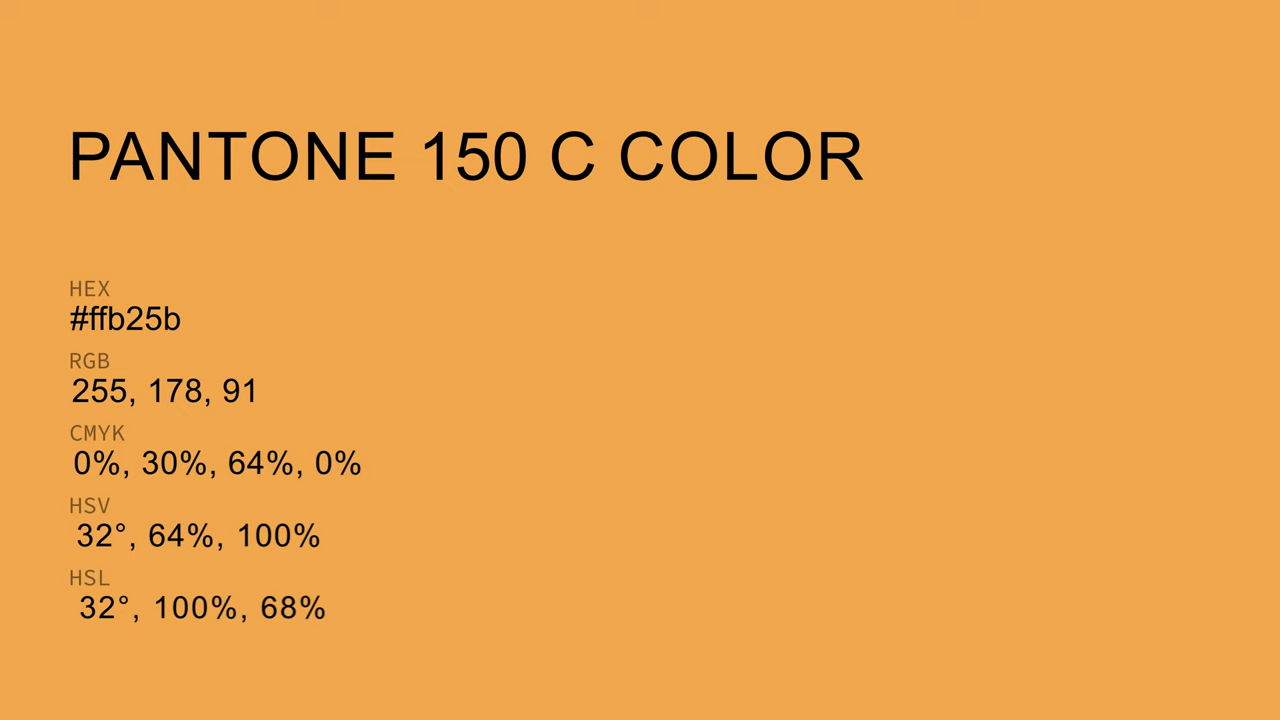 PANTONE 150 C COLOR
HEX
#ffb25b
RGB
255, 178, 91
CMYK
0%, 30%, 64%, 0%
HSV
32°, 64%, 100%
HSL
32°, 100%, 68%